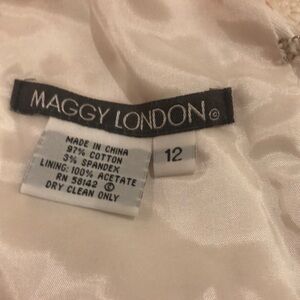 MAGGY LONDON©
MADE IN CHINA
97% COTTON
3% SPANDEX
LINING: 100% ACETATE
RN 58142 ©
DRY CLEAN ONLY
12